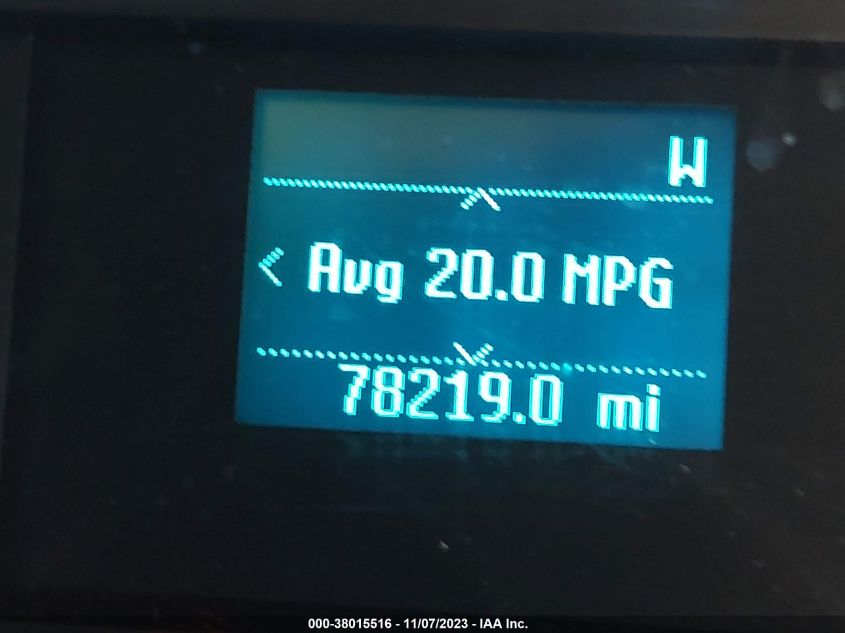 W
< Avg 20.0 MPG
78219.0 mi
000-38015516 - 11/07/2023 - IAA Inc.